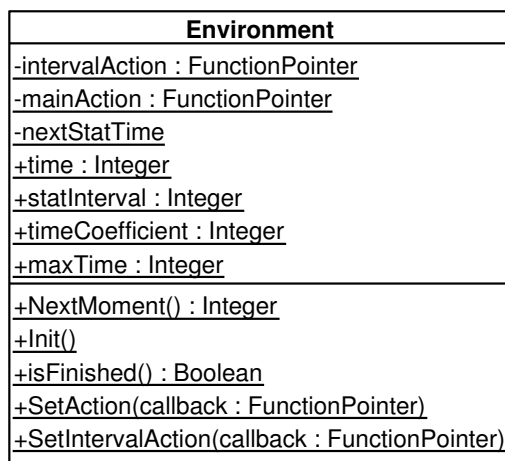 Environment
-intervalAction : FunctionPointer
-mainAction : FunctionPointer
-nextStatTime
+time : Integer
+statInterval : Integer
+timeCoefficient : Integer
+maxTime : Integer
+NextMoment() : Integer
+Init()
+isFinished() : Boolean
+SetAction(callback : FunctionPointer)
+SetIntervalAction(callback : FunctionPointer)